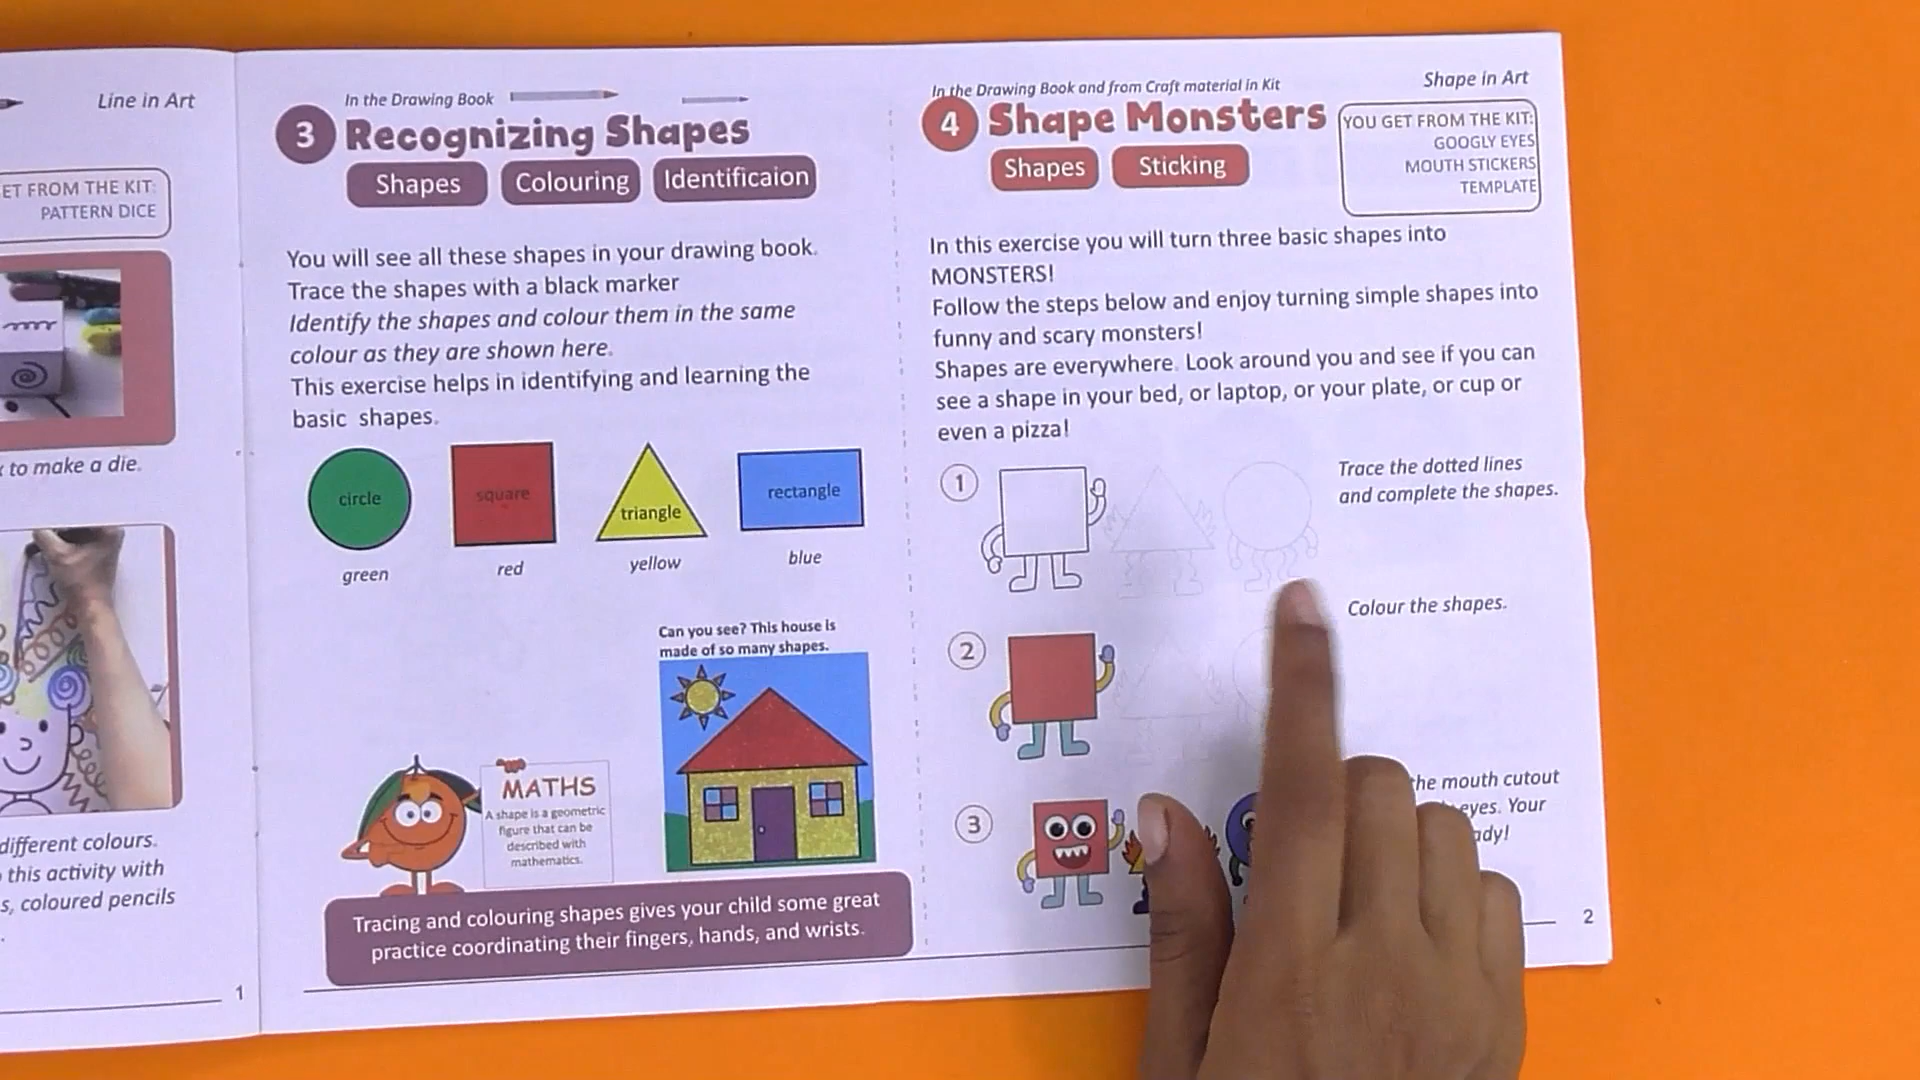 Line in Art
ET FROM THE KIT:
PATTERN DICE
to make a die.
different colours.
this activity with
s, coloured pencils
1
In the Drawing Book
3 Recognizing Shapes
Shapes Colouring Identificaion
You will see all these shapes in your drawing book.
Trace the shapes with a black marker
Identify the shapes and colour them in the same
colour as they are shown here.
This exercise helps in identifying and learning the
basic shapes.
circle square triangle rectangle
green red yellow blue
Can you see? This house is
made of so many shapes.
MATHS
A shape is a geometric
figure that can be
described with
mathematics.
Tracing and colouring shapes gives your child some great
practice coordinating their fingers, hands, and wrists.
In the Drawing Book and from Craft material in Kit
Shape in Art
4 Shape Monsters
Shapes Sticking
YOU GET FROM THE KIT:
GOOGLY EYES
MOUTH STICKERS
TEMPLATE
In this exercise you will turn three basic shapes into
MONSTERS!
Follow the steps below and enjoy turning simple shapes into
funny and scary monsters!
Shapes are everywhere. Look around you and see if you can
see a shape in your bed, or laptop, or your plate, or cup or
even a pizza!
1
Trace the dotted lines
and complete the shapes.
2
Colour the shapes.
3
he mouth cutout
eyes. Your
ady!
2